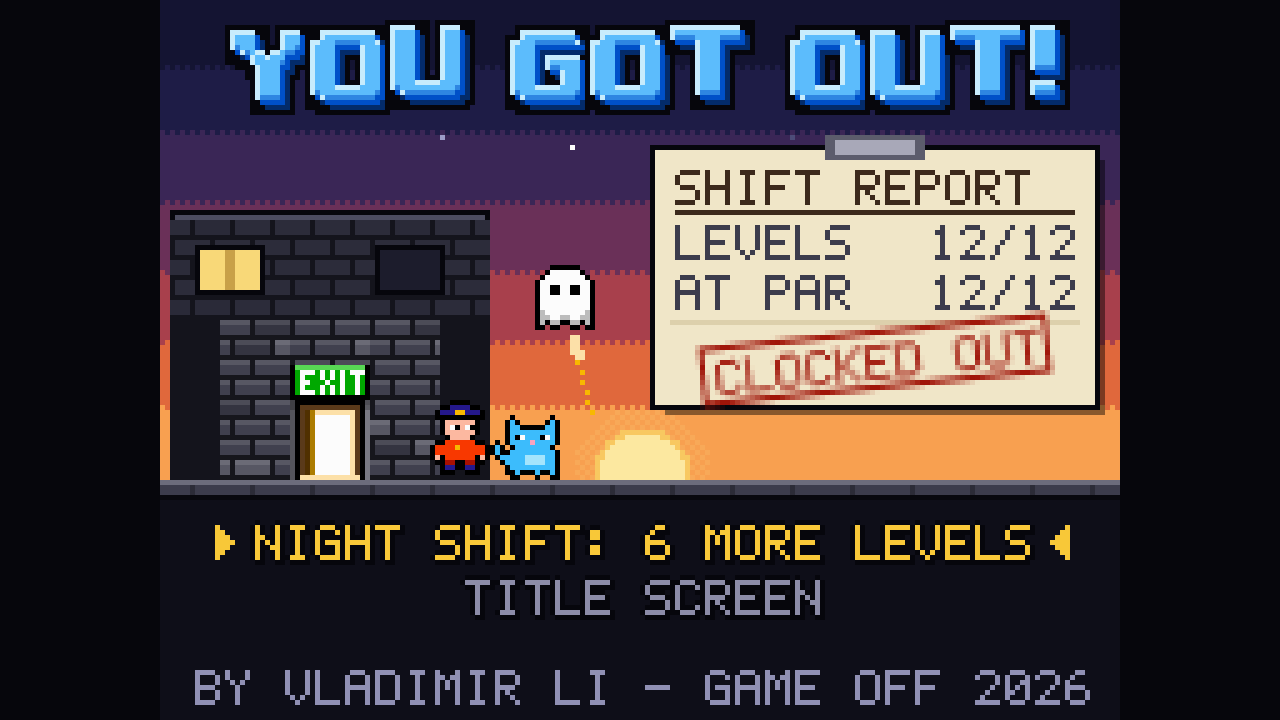 YOU GOT OUT!
SHIFT REPORT
LEVELS 12/12
AT PAR 12/12
CLOCKED OUT
EXIT
NIGHT SHIFT: 6 MORE LEVELS
TITLE SCREEN
BY VLADIMIR LI - GAME OFF 2026